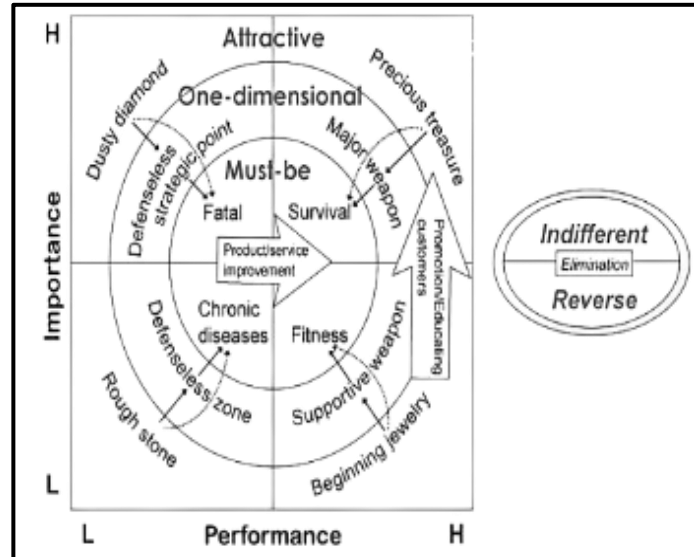 H
Attractive
One-dimensional
Must-be
Dusty diamond
Defenseless
strategic point
Fatal
Survival
Major weapon
Precious treasure
Importance
Product/service
improvement
Promotion/Educating
customers
Chronic
diseases
Fitness
Defenseless zone
Supportive weapon
Rough stone
Beginning jewelry
L
L
Performance
H
Indifferent
Elimination
Reverse